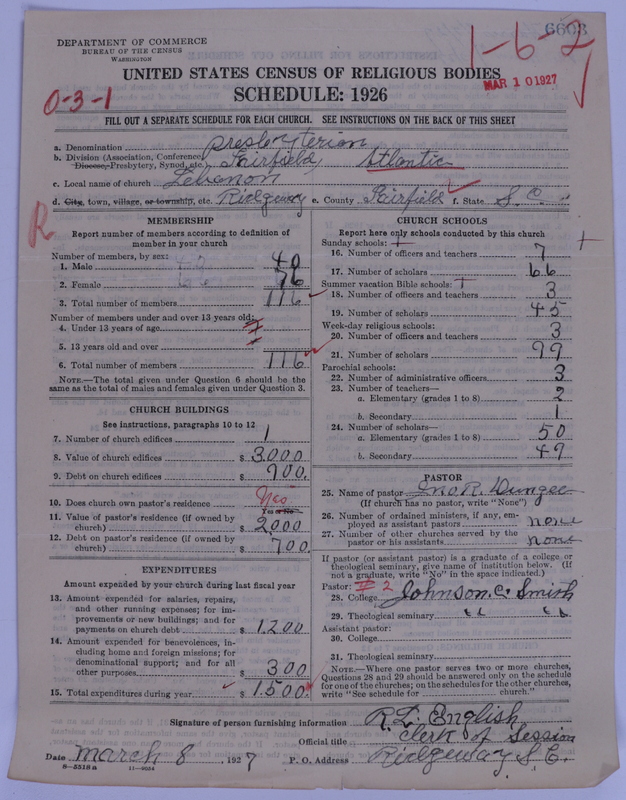 DEPARTMENT OF COMMERCE
BUREAU OF THE CENSUS
WASHINGTON
6603
1-6-2
MAR 10 1927
UNITED STATES CENSUS OF RELIGIOUS BODIES
SCHEDULE: 1926
0-3-1
FILL OUT A SEPARATE SCHEDULE FOR EACH CHURCH. SEE INSTRUCTIONS ON THE BACK OF THIS SHEET
a. Denomination Presbyterian
b. Division (Association, Conference, Diocese, Presbytery, Synod, etc.) Fairfield Atlantic
c. Local name of church Lebanon
d. City, town, village, or township, etc. Ridgeway e. County Fairfield f. State S. C.
R
MEMBERSHIP
Report number of members according to definition of
member in your church
Number of members, by sex:
1. Male 40
2. Female 76
3. Total number of members 116
Number of members under and over 13 years old:
4. Under 13 years of age
5. 13 years old and over
6. Total number of members 116
NOTE.—The total given under Question 6 should be the
same as the total of males and females given under Question 3.
CHURCH BUILDINGS
See instructions, paragraphs 10 to 12
7. Number of church edifices 1
8. Value of church edifices $ 3000
9. Debt on church edifices $ 900.
10. Does church own pastor's residence Yes
Yes or No
11. Value of pastor's residence (if owned by
church) $ 2000
12. Debt on pastor's residence (if owned by
church) $ 700.
EXPENDITURES
Amount expended by your church during last fiscal year
13. Amount expended for salaries, repairs,
and other running expenses; for im-
provements or new buildings; and for
payments on church debt $ 1200
14. Amount expended for benevolences, in-
cluding home and foreign missions; for
denominational support; and for all
other purposes $ 300
15. Total expenditures during year $ 1500.
CHURCH SCHOOLS
Report here only schools conducted by this church
Sunday schools: +
16. Number of officers and teachers 7
17. Number of scholars 66
Summer vacation Bible schools: +
18. Number of officers and teachers 3
19. Number of scholars 45
Week-day religious schools:
20. Number of officers and teachers 3
21. Number of scholars 99
Parochial schools:
22. Number of administrative officers 3
23. Number of teachers—
a. Elementary (grades 1 to 8) 2
b. Secondary 1
24. Number of scholars—
a. Elementary (grades 1 to 8) 50
b. Secondary 49
PASTOR
25. Name of pastor Jno. R. Dungee
(If church has no pastor, write "None")
26. Number of ordained ministers, if any, em-
ployed as assistant pastors none
27. Number of other churches served by the
pastor or his assistants none
If pastor (or assistant pastor) is a graduate of a college or
theological seminary, give name of institution below. (If
not a graduate, write "No" in the space indicated.)
Pastor: 2
28. College Johnson C. Smith
29. Theological seminary " "
Assistant pastor:
30. College
31. Theological seminary
NOTE.—Where one pastor serves two or more churches,
Questions 28 and 29 should be answered only on the schedule
for one of the churches; on the schedules for the other churches,
write "See schedule for church."
Signature of person furnishing information R. L. English
Official title Clerk of Session
Date March 8, 1927 P. O. Address Ridgeway S. C.
8-5518a 11-9024